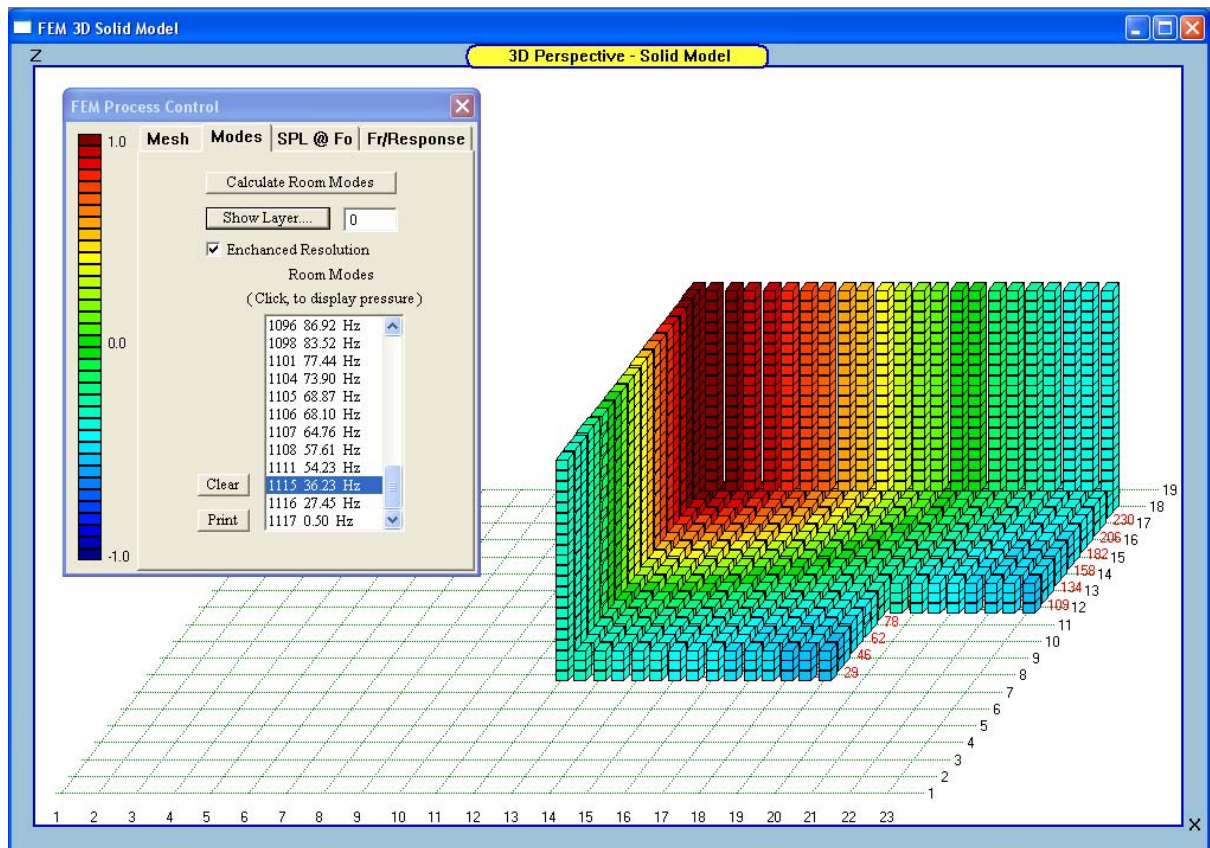 FEM 3D Solid Model
Z
3D Perspective - Solid Model
FEM Process Control
Mesh Modes SPL @ Fo Fr/Response
1.0
0.0
-1.0
Calculate Room Modes
Show Layer.... 0
Enchanced Resolution
Room Modes
(Click, to display pressure)
1096 86.92 Hz
1098 83.52 Hz
1101 77.44 Hz
1104 73.90 Hz
1105 68.87 Hz
1106 68.10 Hz
1107 64.76 Hz
1108 57.61 Hz
1111 54.23 Hz
1115 36.23 Hz
1116 27.45 Hz
1117 0.50 Hz
Clear
Print
19
18
230 17
206 16
182 15
158 14
134 13
109 12
78 11
62 10
46 9
29 8
7
6
5
4
3
2
1
1 2 3 4 5 6 7 8 9 10 11 12 13 14 15 16 17 18 19 20 21 22 23
X